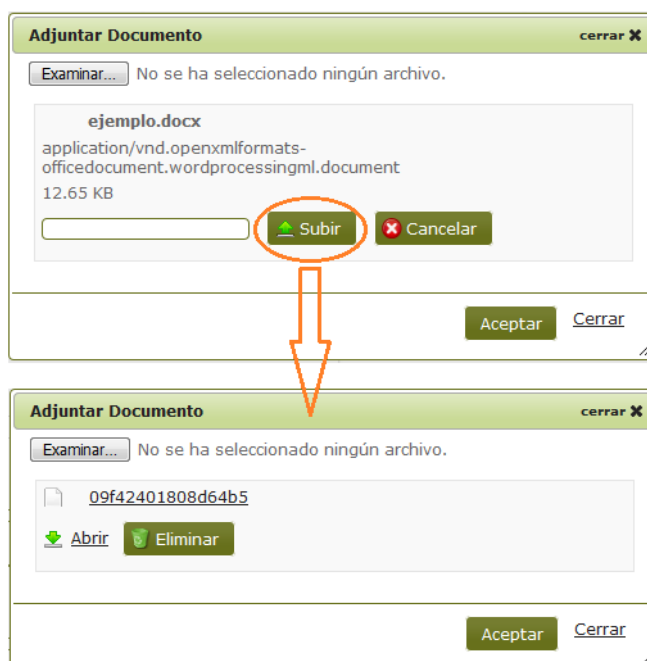 Adjuntar Documento cerrar ✖
Examinar... No se ha seleccionado ningún archivo.
ejemplo.docx
application/vnd.openxmlformats-
officedocument.wordprocessingml.document
12.65 KB
Subir Cancelar
Aceptar Cerrar
Adjuntar Documento cerrar ✖
Examinar... No se ha seleccionado ningún archivo.
09f42401808d64b5
Abrir Eliminar
Aceptar Cerrar